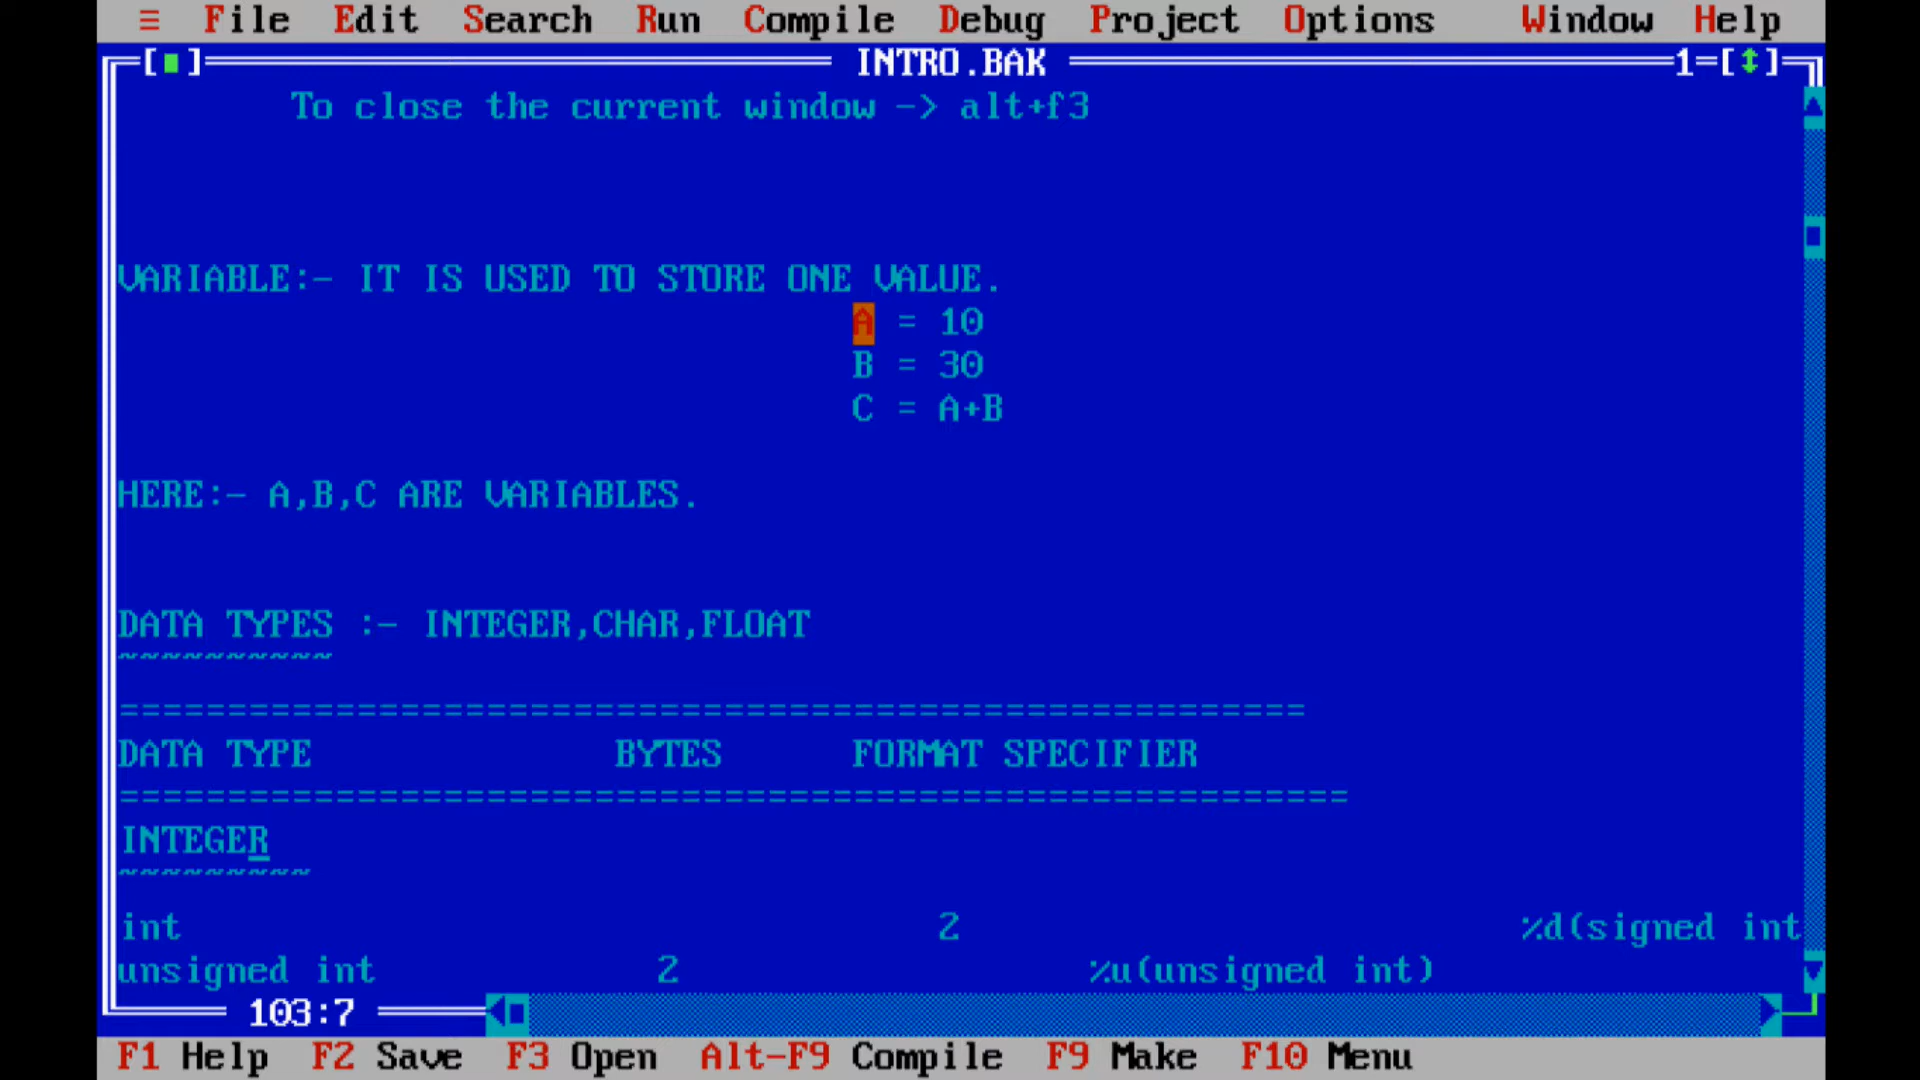 ≡ File Edit Search Run Compile Debug Project Options Window Help
[■] INTRO.BAK 1=[↕]
To close the current window -> alt+f3
VARIABLE:- IT IS USED TO STORE ONE VALUE.
A = 10
B = 30
C = A+B
HERE:- A,B,C ARE VARIABLES.
DATA TYPES :- INTEGER,CHAR,FLOAT
~~~~~~~~~~
=======================================================
DATA TYPE BYTES FORMAT SPECIFIER
=========================================================
INTEGER
~~~~~~~~~
int 2 %d(signed int
unsigned int 2 %u(unsigned int)
103:7
F1 Help F2 Save F3 Open Alt-F9 Compile F9 Make F10 Menu